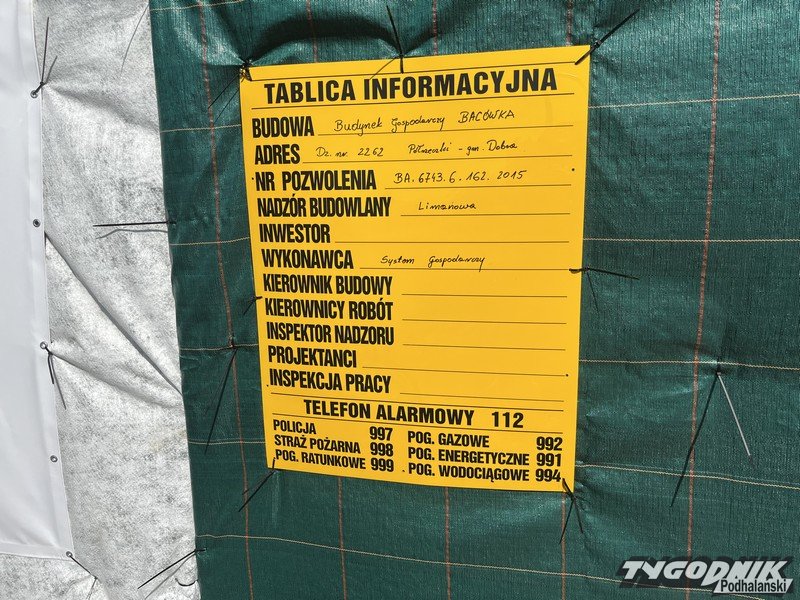 TABLICA INFORMACYJNA
BUDOWA Budynek Gospodarczy BACÓWKA
ADRES Dz. nr. 2262 Półrzeczki - gm. Dobra
NR POZWOLENIA BA.6743.6.162.2015
NADZÓR BUDOWLANY Limanowa
INWESTOR
WYKONAWCA System Gospodarczy
KIEROWNIK BUDOWY
KIEROWNICY ROBÓT
INSPEKTOR NADZORU
PROJEKTANCI
INSPEKCJA PRACY
TELEFON ALARMOWY 112
POLICJA 997 POG. GAZOWE 992
STRAŻ POŻARNA 998 POG. ENERGETYCZNE 991
POG. RATUNKOWE 999 POG. WODOCIĄGOWE 994
TYGODNIK
Podhalański